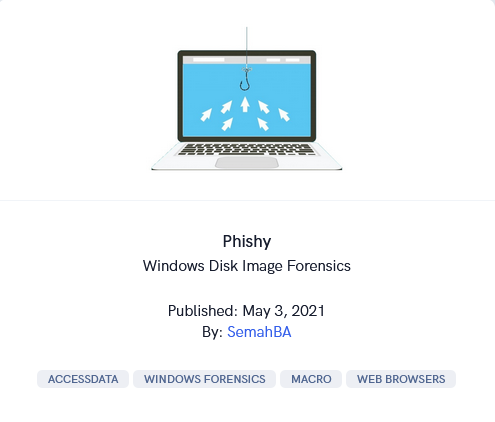 Phishy
Windows Disk Image Forensics
Published: May 3, 2021
By: SemahBA
ACCESSDATA WINDOWS FORENSICS MACRO WEB BROWSERS